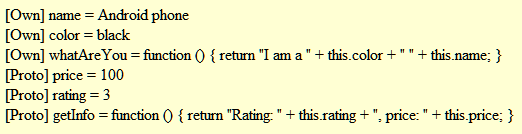 [Own] name = Android phone
[Own] color = black
[Own] whatAreYou = function () { return "I am a " + this.color + " " + this.name; }
[Proto] price = 100
[Proto] rating = 3
[Proto] getInfo = function () { return "Rating: " + this.rating + ", price: " + this.price; }